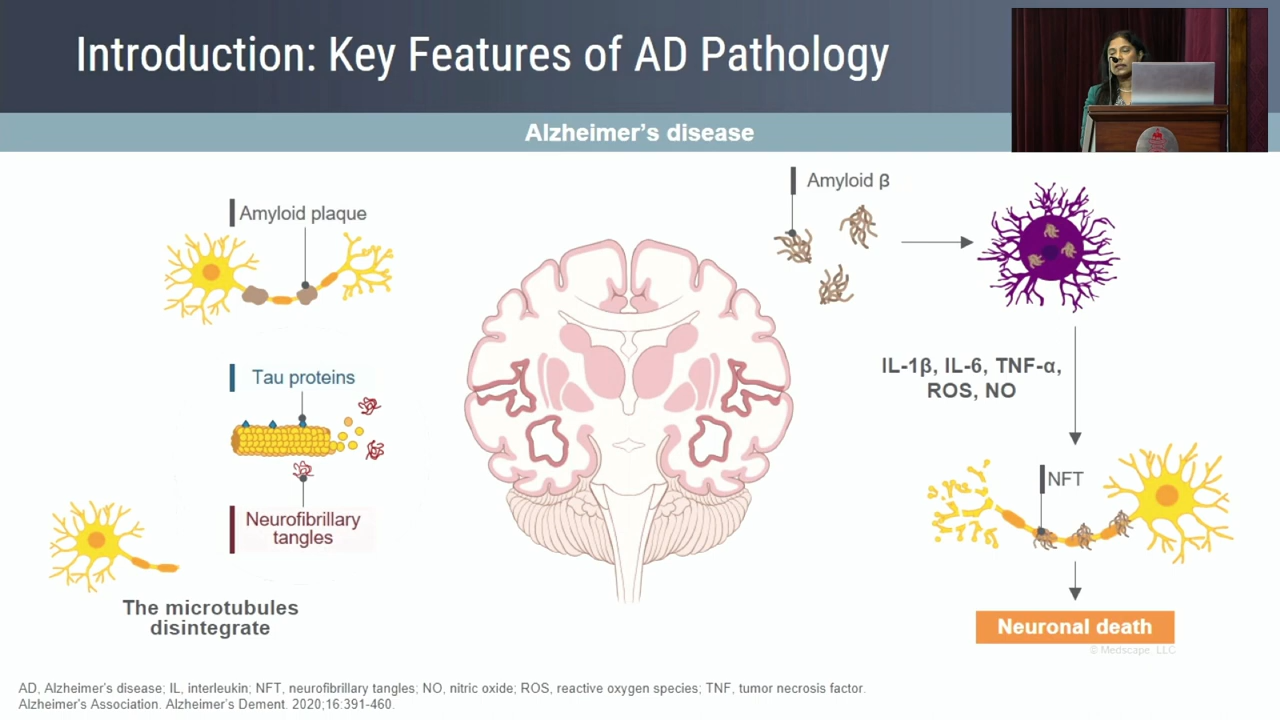 Introduction: Key Features of AD Pathology
Alzheimer's disease
Amyloid plaque
Tau proteins
Neurofibrillary
tangles
The microtubules
disintegrate
Amyloid β
IL-1β, IL-6, TNF-α,
ROS, NO
NFT
Neuronal death
© Medscape, LLC
AD, Alzheimer's disease; IL, interleukin; NFT, neurofibrillary tangles; NO, nitric oxide; ROS, reactive oxygen species; TNF, tumor necrosis factor.
Alzheimer's Association. Alzheimer's Dement. 2020;16:391-460.